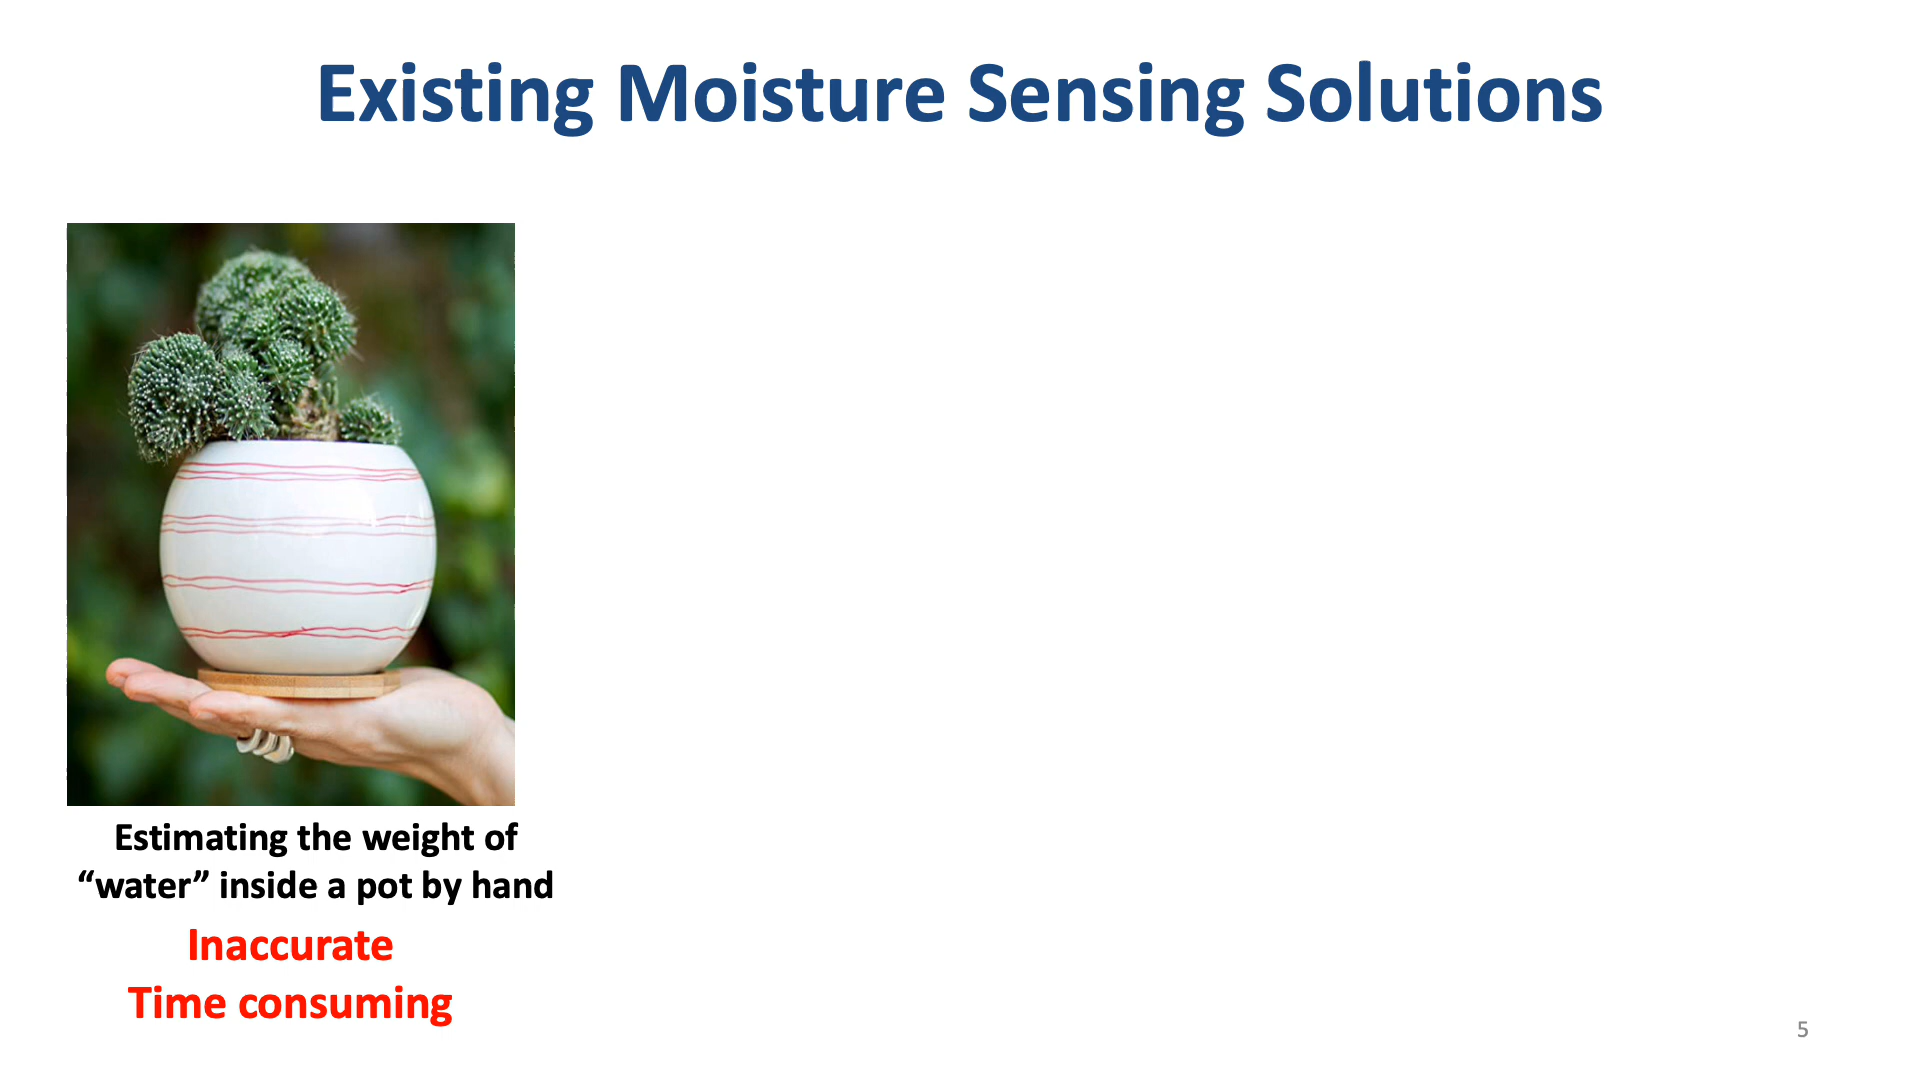 Existing Moisture Sensing Solutions
Estimating the weight of
“water” inside a pot by hand
Inaccurate
Time consuming
5